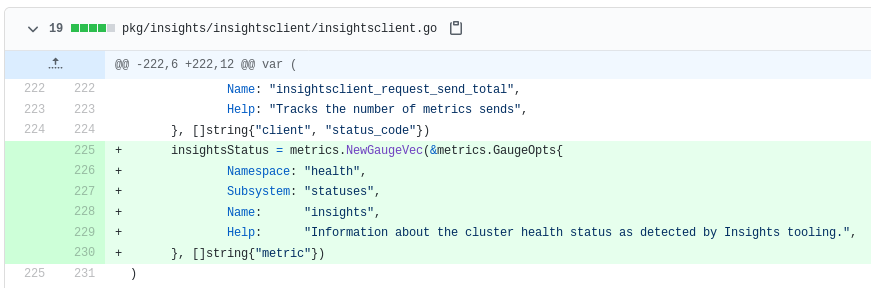 19 pkg/insights/insightsclient/insightsclient.go
@@ -222,6 +222,12 @@ var (
222 222 Name: "insightsclient_request_send_total",
223 223 Help: "Tracks the number of metrics sends",
224 224 }, []string{"client", "status_code"})
225 + insightsStatus = metrics.NewGaugeVec(&metrics.GaugeOpts{
226 + Namespace: "health",
227 + Subsystem: "statuses",
228 + Name: "insights",
229 + Help: "Information about the cluster health status as detected by Insights tooling.",
230 + }, []string{"metric"})
225 231 )